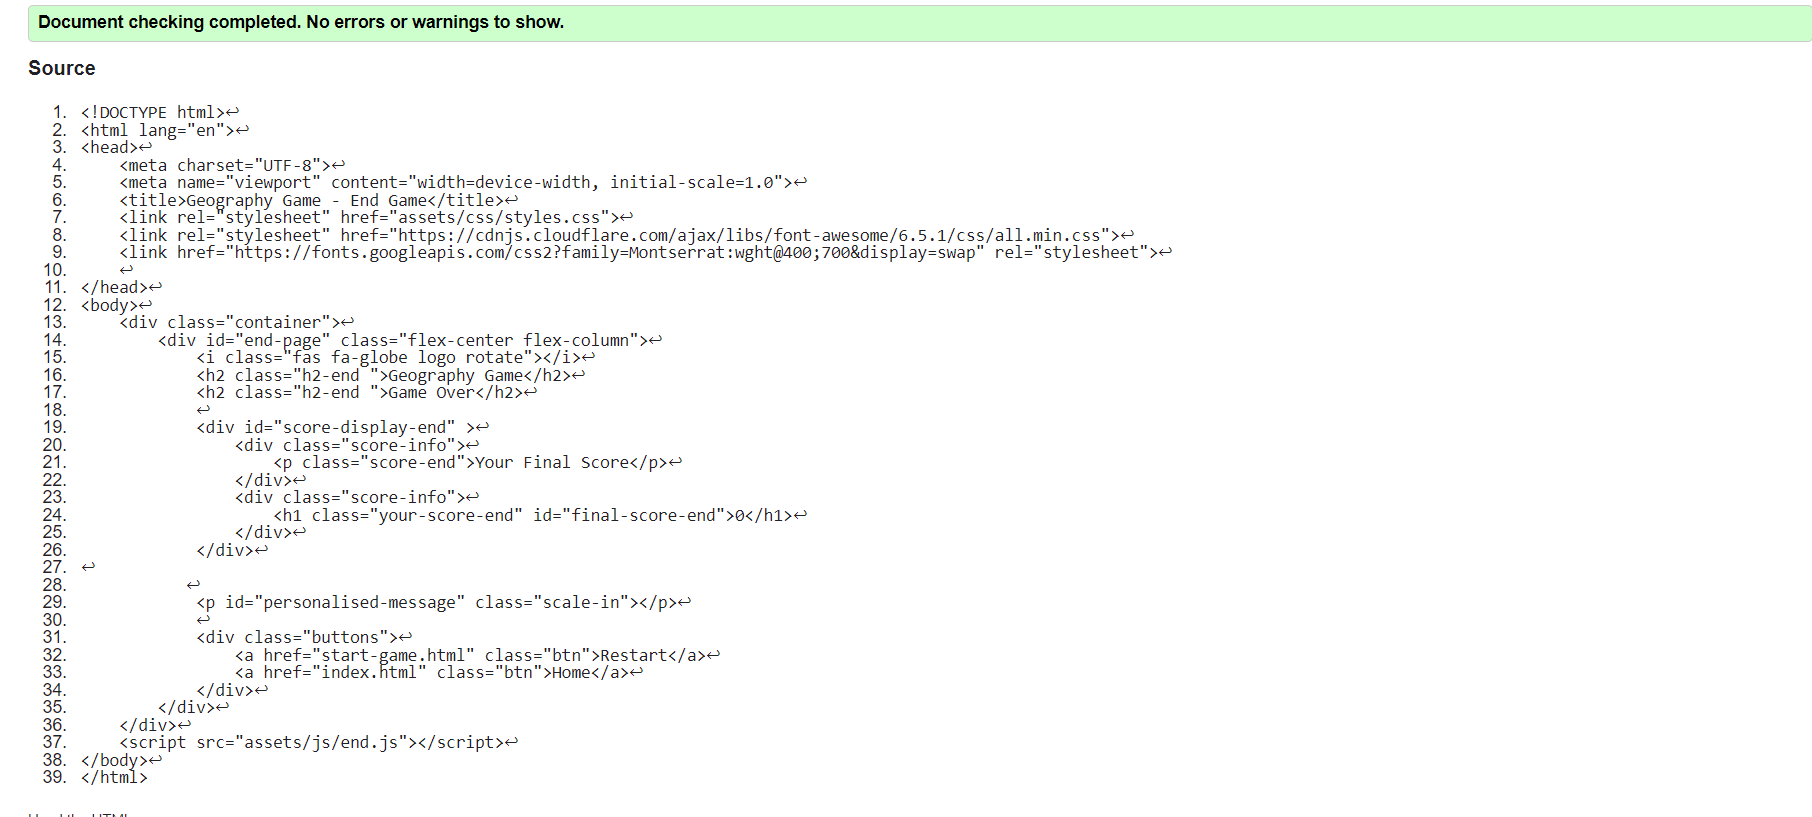 Document checking completed. No errors or warnings to show.
Source
1. <!DOCTYPE html>↩
2. <html lang="en">↩
3. <head>↩
4.     <meta charset="UTF-8">↩
5.     <meta name="viewport" content="width=device-width, initial-scale=1.0">↩
6.     <title>Geography Game - End Game</title>↩
7.     <link rel="stylesheet" href="assets/css/styles.css">↩
8.     <link rel="stylesheet" href="https://cdnjs.cloudflare.com/ajax/libs/font-awesome/6.5.1/css/all.min.css">↩
9.     <link href="https://fonts.googleapis.com/css2?family=Montserrat:wght@400;700&display=swap" rel="stylesheet">↩
10.     ↩
11. </head>↩
12. <body>↩
13.     <div class="container">↩
14.         <div id="end-page" class="flex-center flex-column">↩
15.             <i class="fas fa-globe logo rotate"></i>↩
16.             <h2 class="h2-end ">Geography Game</h2>↩
17.             <h2 class="h2-end ">Game Over</h2>↩
18.             ↩
19.             <div id="score-display-end" >↩
20.                 <div class="score-info">↩
21.                     <p class="score-end">Your Final Score</p>↩
22.                 </div>↩
23.                 <div class="score-info">↩
24.                     <h1 class="your-score-end" id="final-score-end">0</h1>↩
25.                 </div>↩
26.             </div>↩
27. ↩
28.            ↩
29.             <p id="personalised-message" class="scale-in"></p>↩
30.             ↩
31.             <div class="buttons">↩
32.                 <a href="start-game.html" class="btn">Restart</a>↩
33.                 <a href="index.html" class="btn">Home</a>↩
34.             </div>↩
35.         </div>↩
36.     </div>↩
37.     <script src="assets/js/end.js"></script>↩
38. </body>↩
39. </html>